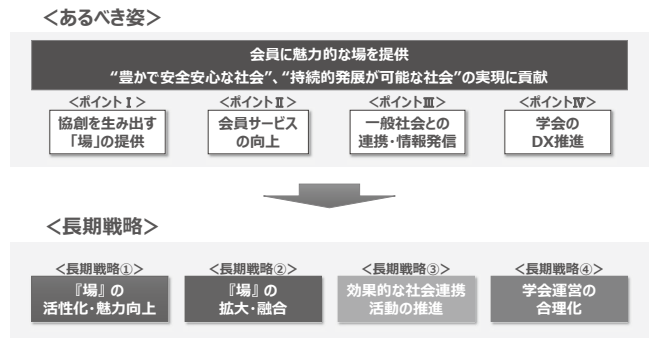 ＜あるべき姿＞
会員に魅力的な場を提供
“豊かで安全安心な社会”、“持続的発展が可能な社会”の実現に貢献
＜ポイントⅠ＞
協創を生み出す
「場」の提供
＜ポイントⅡ＞
会員サービス
の向上
＜ポイントⅢ＞
一般社会との
連携・情報発信
＜ポイントⅣ＞
学会の
DX推進
＜長期戦略＞
＜長期戦略①＞
『場』の
活性化・魅力向上
＜長期戦略②＞
『場』の
拡大・融合
＜長期戦略③＞
効果的な社会連携
活動の推進
＜長期戦略④＞
学会運営の
合理化